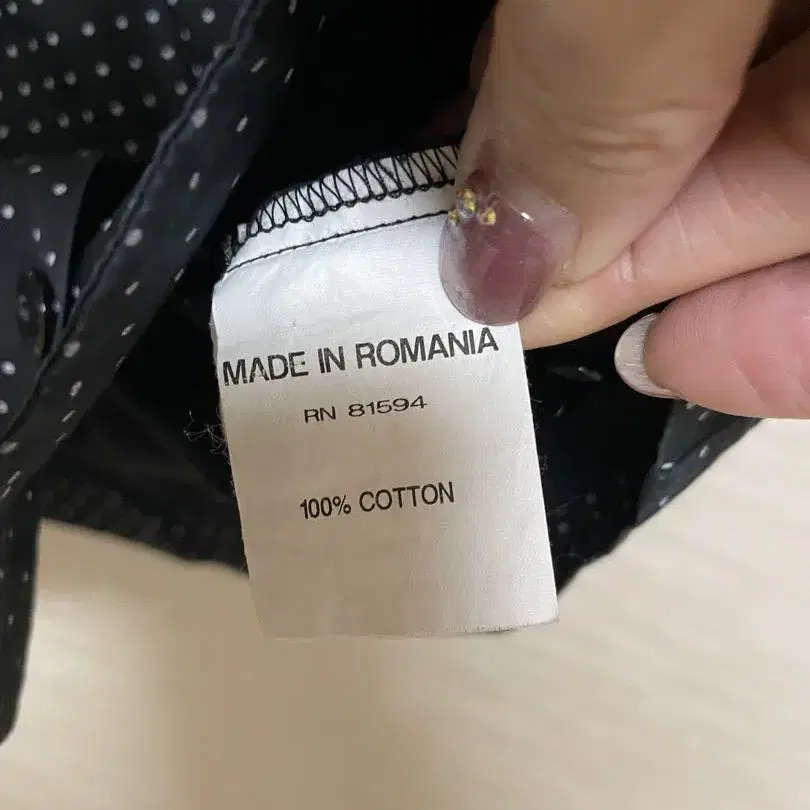 MADE IN ROMANIA
RN 81594
100% COTTON